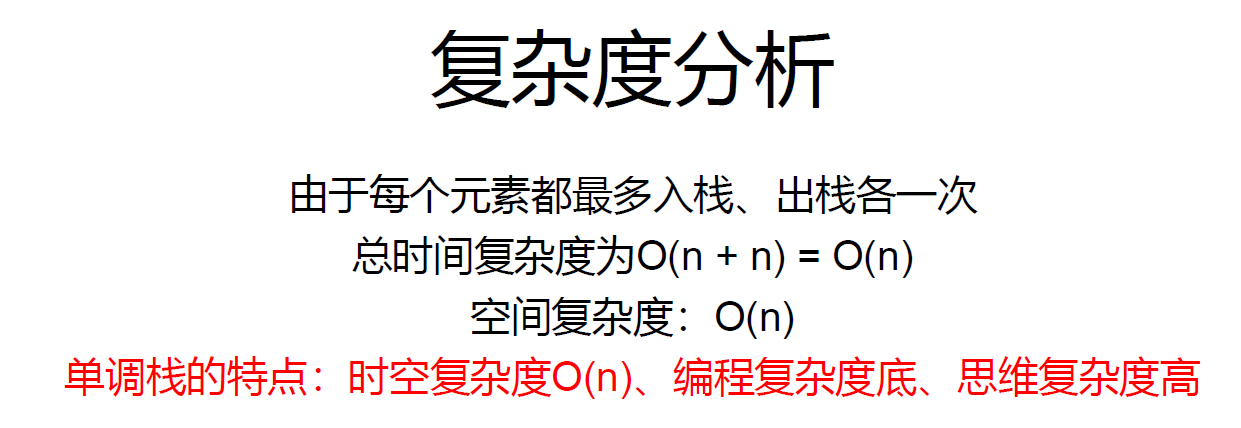 复杂度分析
由于每个元素都最多入栈、出栈各一次
总时间复杂度为O(n + n) = O(n)
空间复杂度：O(n)
单调栈的特点：时空复杂度O(n)、编程复杂度底、思维复杂度高